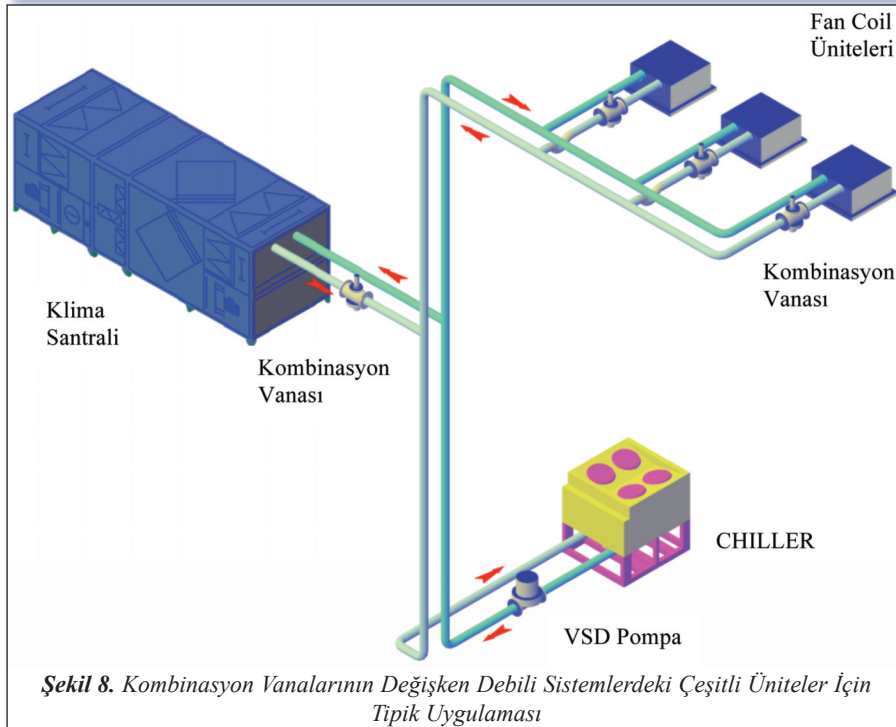 Fan Coil
Üniteleri
Klima
Santrali
Kombinasyon
Vanası
Kombinasyon
Vanası
CHILLER
VSD Pompa
Şekil 8. Kombinasyon Vanalarının Değişken Debili Sistemlerdeki Çeşitli Üniteler İçin
Tipik Uygulaması